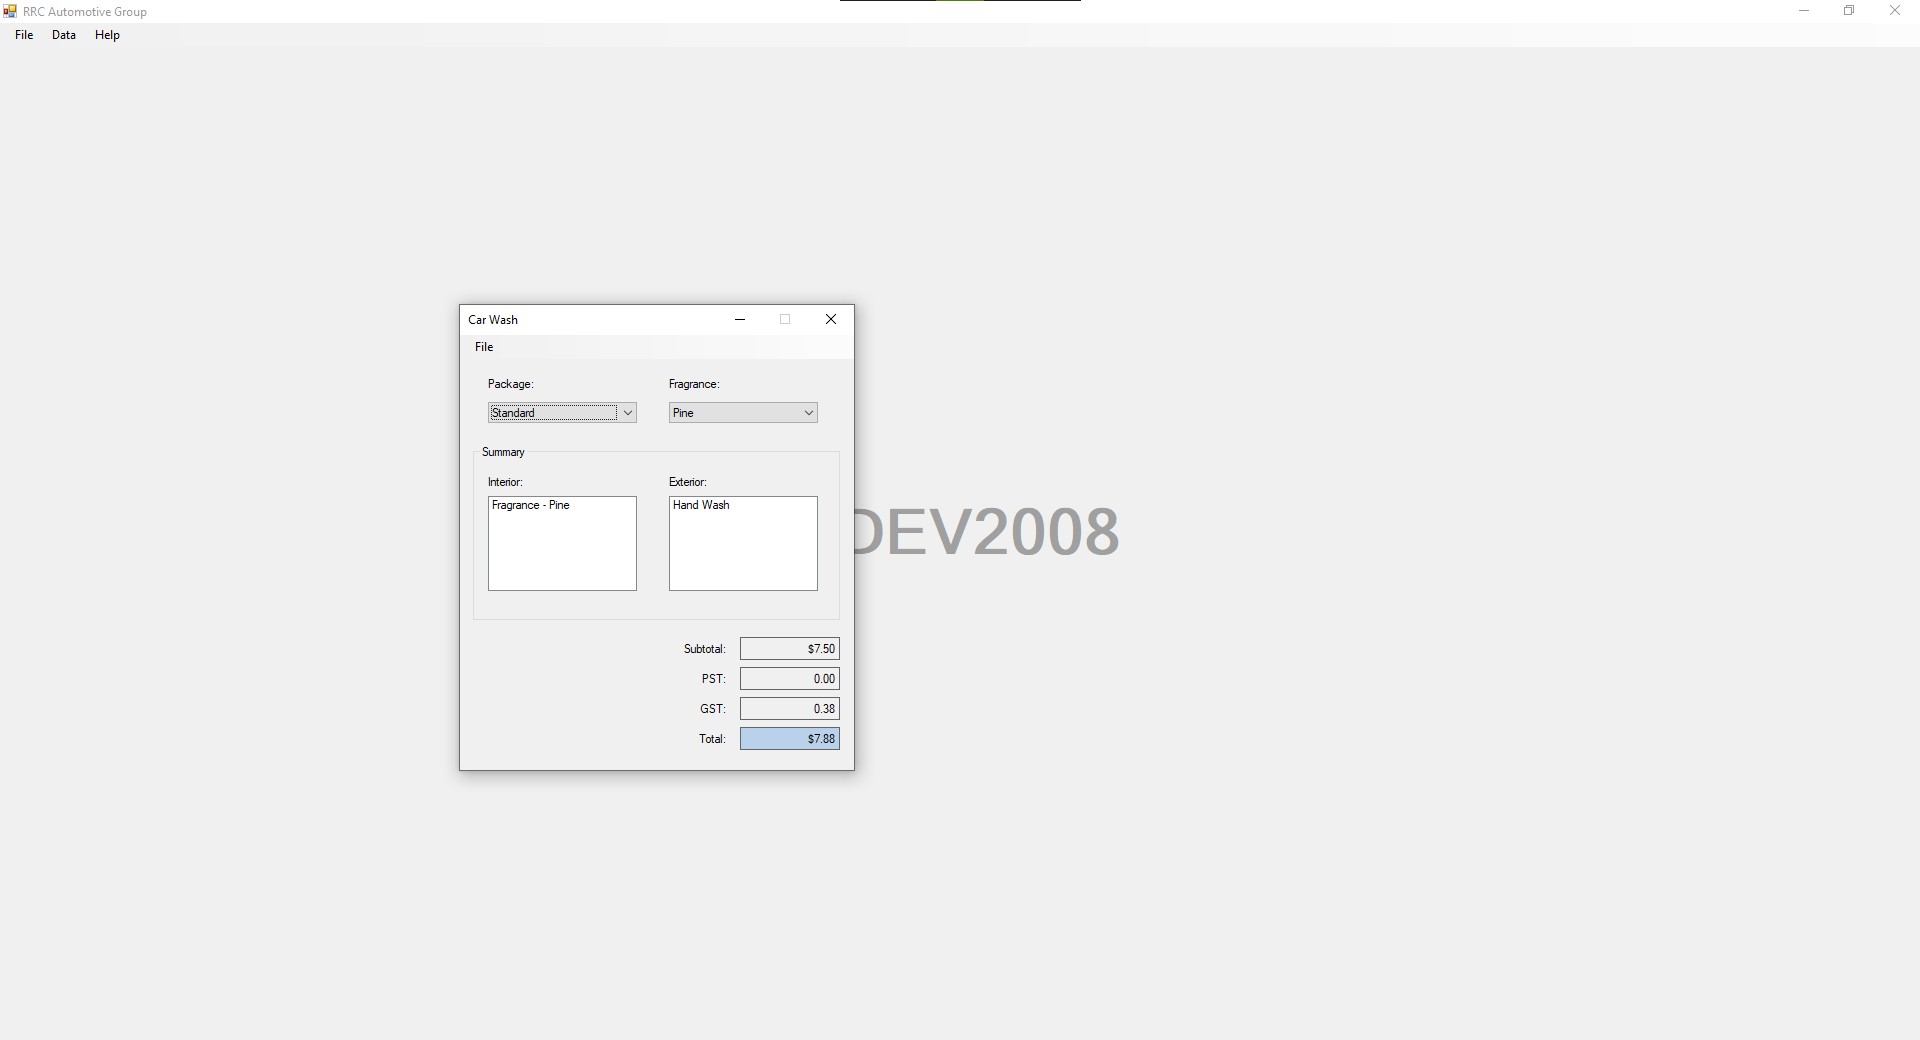 RRC Automotive Group
File Data Help
Car Wash
File
Package: Fragrance:
Standard Pine
Summary
Interior: Exterior:
Fragrance - Pine Hand Wash
DEV2008
Subtotal: $7.50
PST: 0.00
GST: 0.38
Total: $7.88